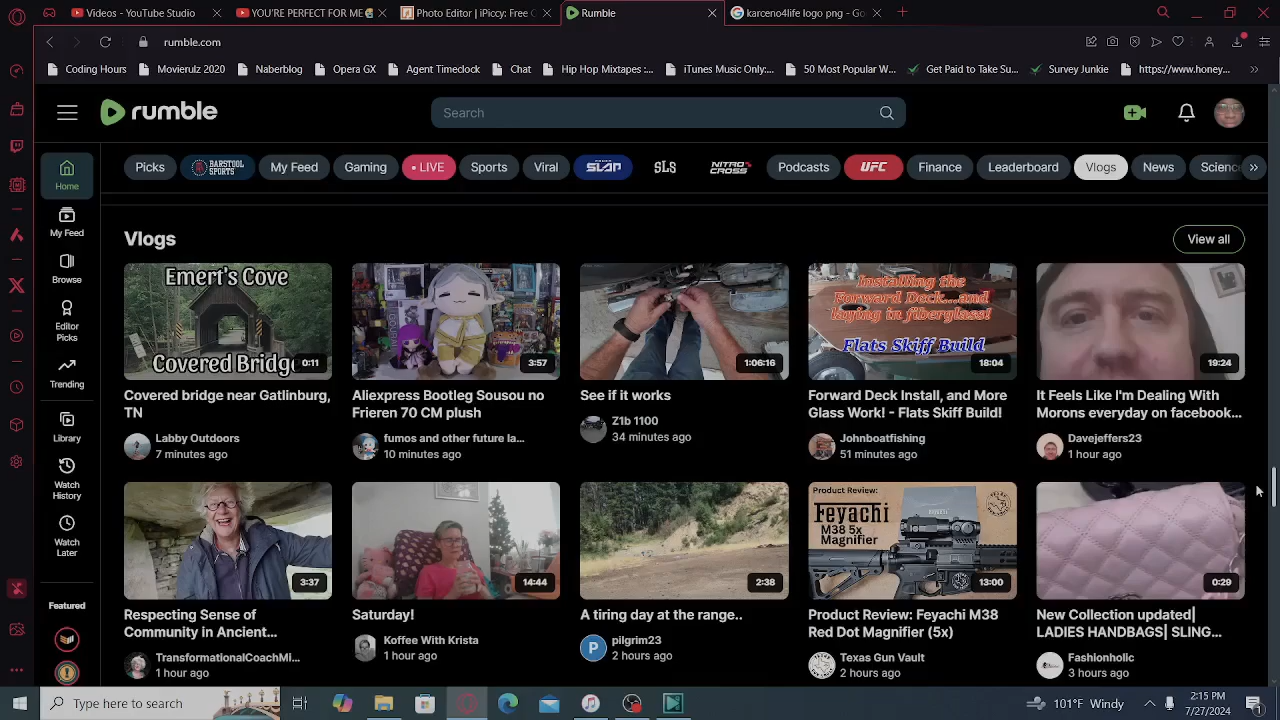 Videos - YouTube Studio
YOU'RE PERFECT FOR ME
Photo Editor | iPiccy: Free C
Rumble
karceno4life logo png - Go
rumble.com
Coding Hours
Movierulz 2020
Naberblog
Opera GX
Agent Timeclock
Chat
Hip Hop Mixtapes :...
iTunes Music Only:...
50 Most Popular W...
Get Paid to Take Su...
Survey Junkie
https://www.honey...
rumble
Search
Picks
BARSTOOL SPORTS
My Feed
Gaming
LIVE
Sports
Viral
SLAP
SLS
NITRO CROSS
Podcasts
UFC
Finance
Leaderboard
Vlogs
News
Scienc
Home
My Feed
Browse
Editor
Picks
Trending
Library
Watch
History
Watch
Later
Featured
Vlogs
View all
Emert's Cove
Covered Bridge
0:11
3:57
1:06:16
Installing the
Forward Deck...and
laying in fiberglass!
Flats Skiff Build
18:04
19:24
Covered bridge near Gatlinburg,
TN
Labby Outdoors
7 minutes ago
Aliexpress Bootleg Sousou no
Frieren 70 CM plush
fumos and other future la...
10 minutes ago
See if it works
Z1b 1100
34 minutes ago
Forward Deck Install, and More
Glass Work! - Flats Skiff Build!
Johnboatfishing
51 minutes ago
It Feels Like I'm Dealing With
Morons everyday on facebook...
Davejeffers23
1 hour ago
3:37
14:44
2:38
Product Review:
Feyachi
M38 5x
Magnifier
13:00
0:29
Respecting Sense of
Community in Ancient...
TransformationalCoachMi...
1 hour ago
Saturday!
Koffee With Krista
1 hour ago
A tiring day at the range..
P
pilgrim23
2 hours ago
Product Review: Feyachi M38
Red Dot Magnifier (5x)
Texas Gun Vault
2 hours ago
New Collection updated|
LADIES HANDBAGS| SLING...
Fashionholic
3 hours ago
Type here to search
101°F Windy
2:15 PM
7/27/2024